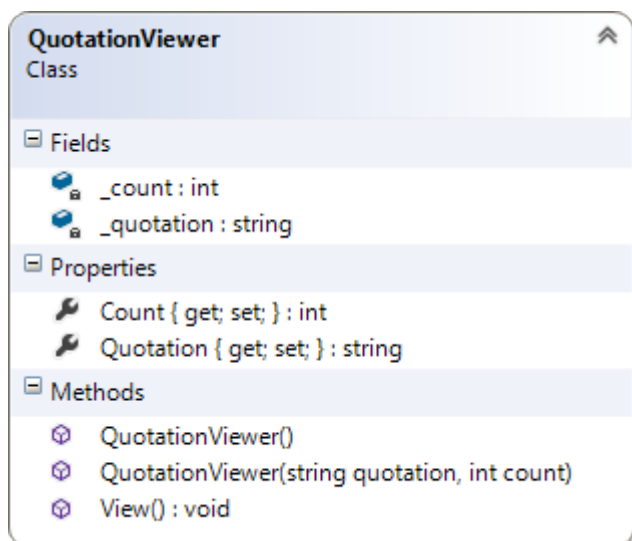 QuotationViewer
Class
Fields
_count : int
_quotation : string
Properties
Count { get; set; } : int
Quotation { get; set; } : string
Methods
QuotationViewer()
QuotationViewer(string quotation, int count)
View() : void